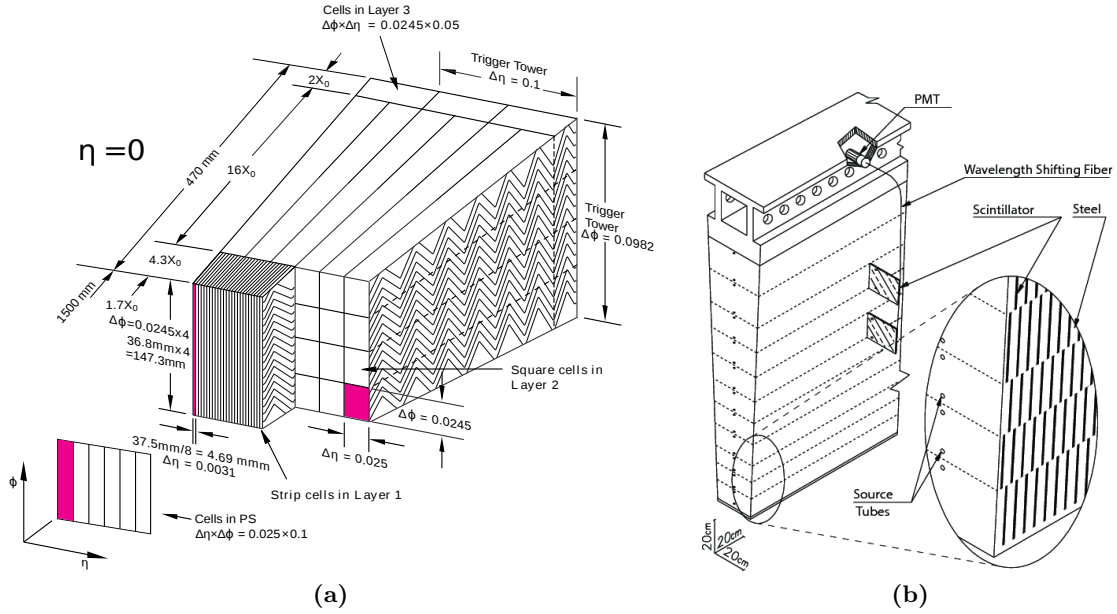 Cells in Layer 3
Δϕ×Δη = 0.0245×0.05
Trigger Tower
Δη = 0.1
2X₀
η =0
470 mm
16X₀
Trigger
Tower
Δϕ = 0.0982
4.3X₀
1500 mm
1.7X₀
Δϕ=0.0245x4
36.8mmx4
=147.3mm
Square cells in
Layer 2
Δϕ = 0.0245
37.5mm/8 = 4.69 mmm
Δη = 0.0031
Δη = 0.025
Strip cells in Layer 1
ϕ
Cells in PS
Δη×Δϕ = 0.025×0.1
η
(a)
PMT
Wavelength Shifting Fiber
Scintillator
Steel
Source
Tubes
20cm
20cm
20cm
(b)